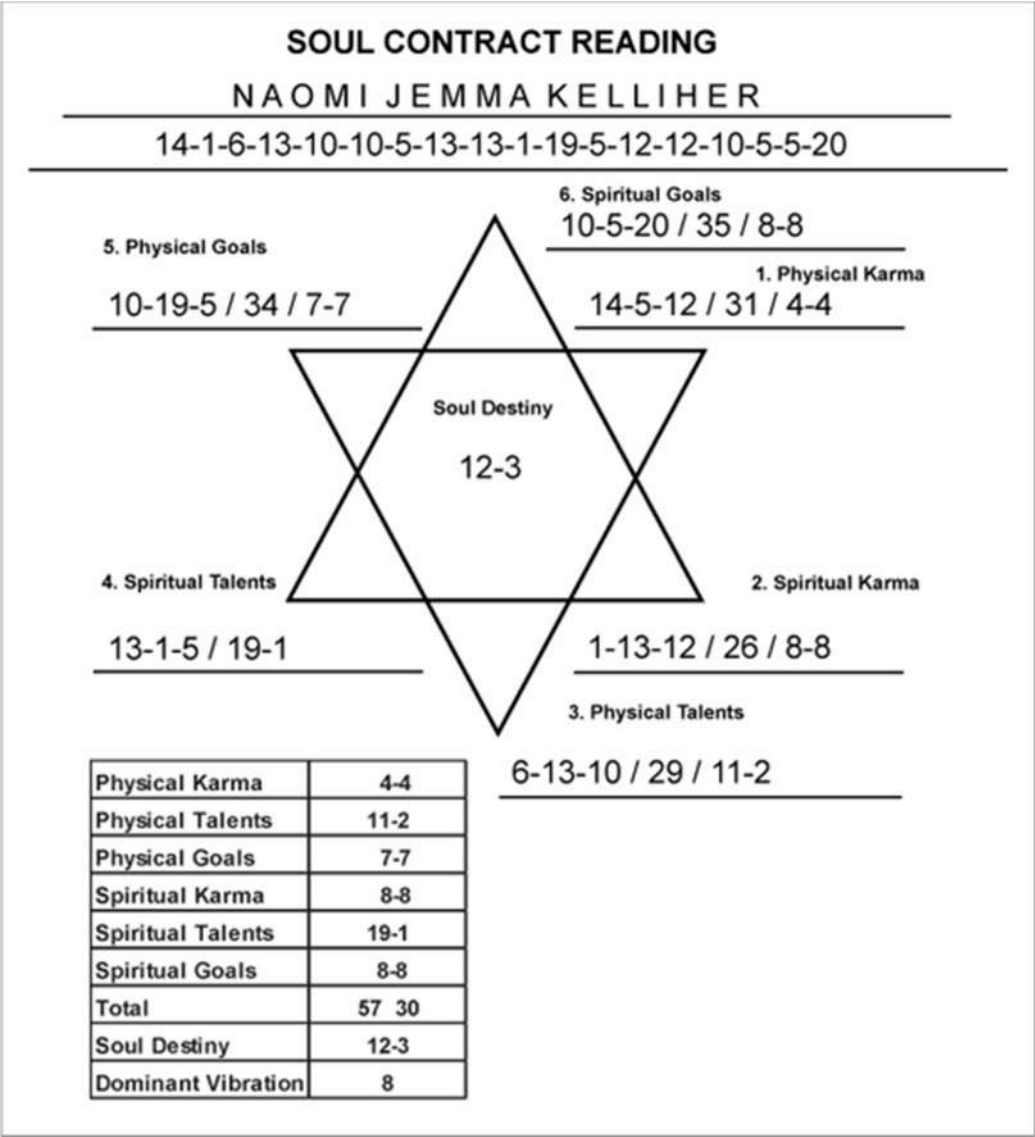 SOUL CONTRACT READING
NAOMI JEMMA KELLIHER
14-1-6-13-10-10-5-13-13-1-19-5-12-12-10-5-5-20
6. Spiritual Goals
10-5-20 / 35 / 8-8
5. Physical Goals
10-19-5 / 34 / 7-7
1. Physical Karma
14-5-12 / 31 / 4-4
Soul Destiny
12-3
4. Spiritual Talents
13-1-5 / 19-1
2. Spiritual Karma
1-13-12 / 26 / 8-8
3. Physical Talents
6-13-10 / 29 / 11-2
Physical Karma 4-4
Physical Talents 11-2
Physical Goals 7-7
Spiritual Karma 8-8
Spiritual Talents 19-1
Spiritual Goals 8-8
Total 57 30
Soul Destiny 12-3
Dominant Vibration 8